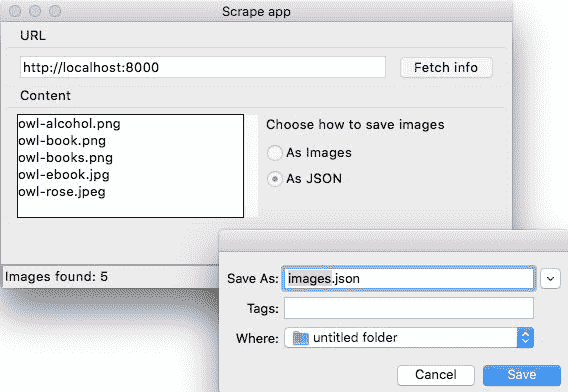 Scrape app
URL
http://localhost:8000
Fetch info
Content
owl-alcohol.png
owl-book.png
owl-books.png
owl-ebook.jpg
owl-rose.jpeg
Choose how to save images
As Images
As JSON
Images found: 5
Save As: images.json
Tags:
Where: untitled folder
Cancel Save